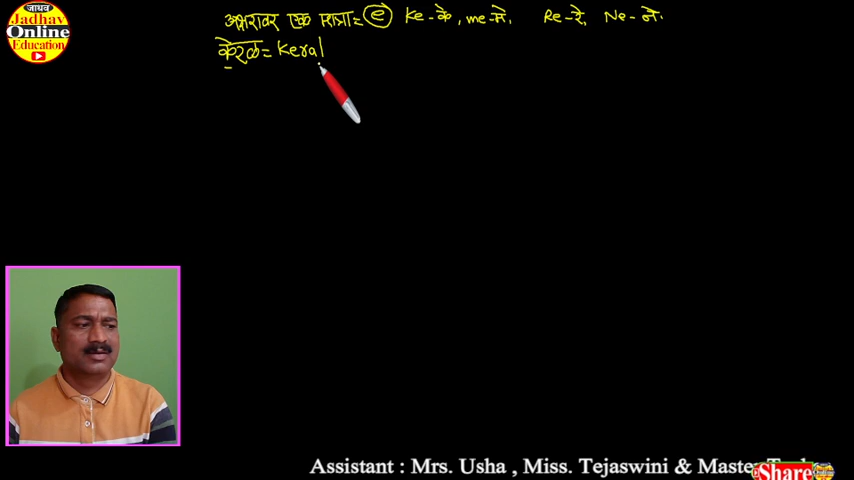 जाधव
Jadhav
Online
Education
अक्षरावर एक मात्रा = e Ke-के, me-मे. Re-रे, Ne-ने.
केरळ = Keral
Assistant : Mrs. Usha , Miss. Tejaswini & Master
Share